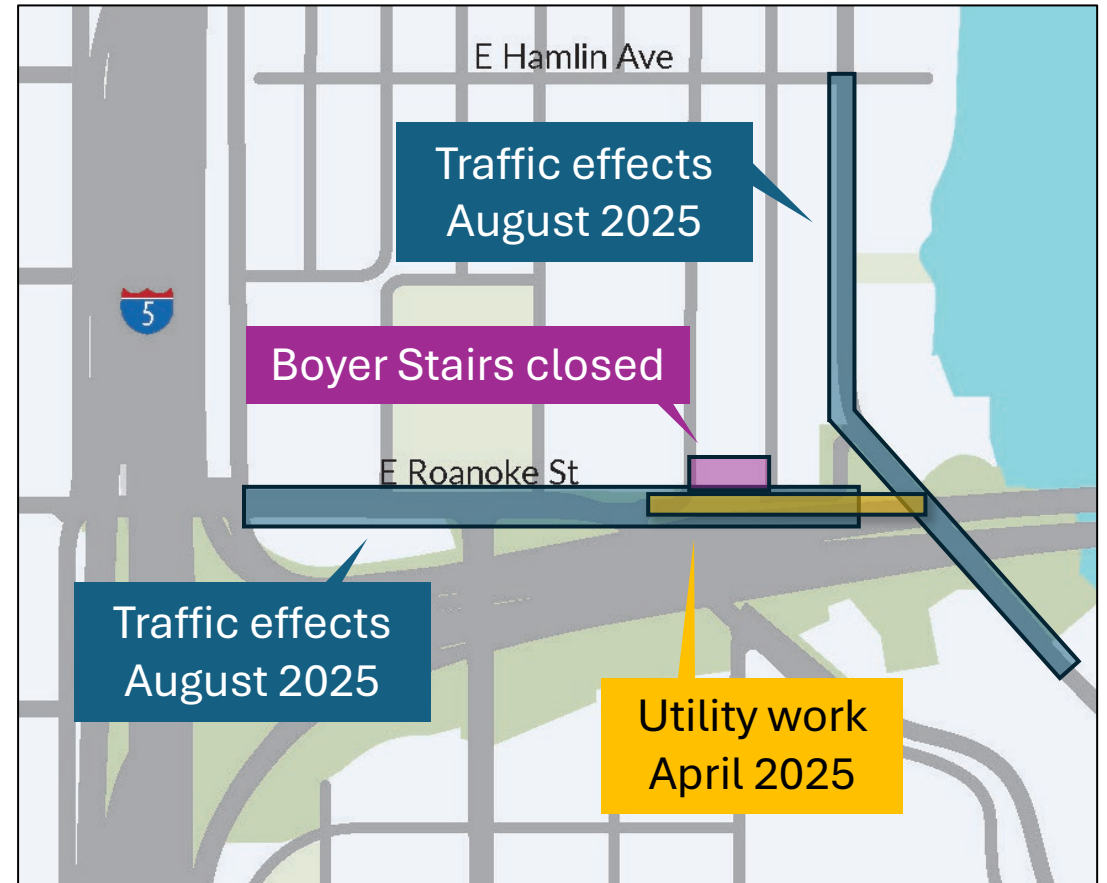 E Hamlin Ave
Traffic effects
August 2025
5
Boyer Stairs closed
E Roanoke St
Traffic effects
August 2025
Utility work
April 2025